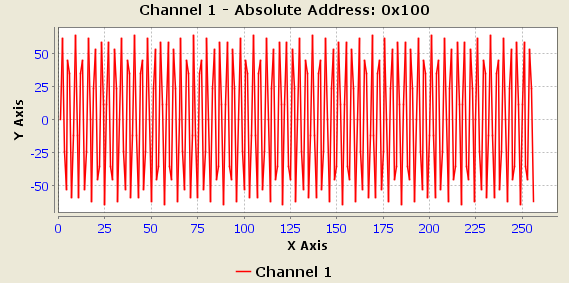 Channel 1 - Absolute Address: 0x100
Y Axis
50
25
0
-25
-50
0 25 50 75 100 125 150 175 200 225 250
X Axis
Channel 1